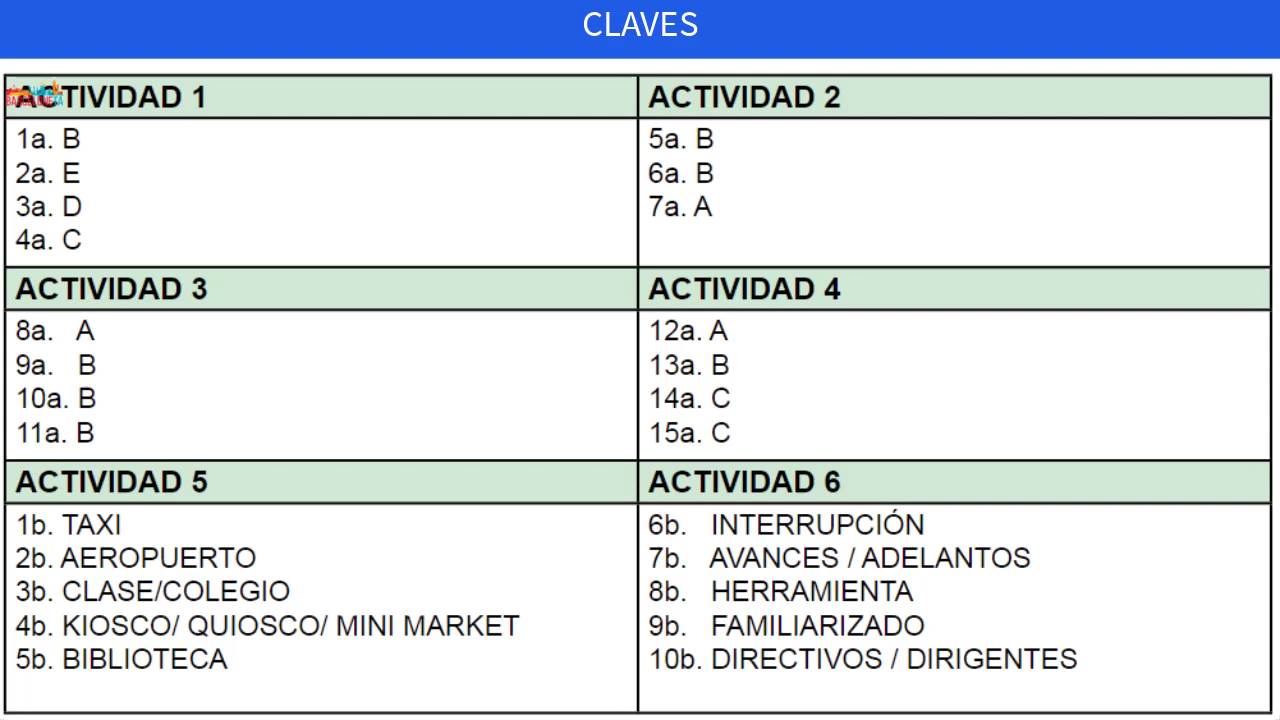 CLAVES
ACTIVIDAD 1
BARCELONETA
1a. B
2a. E
3a. D
4a. C
ACTIVIDAD 2
5a. B
6a. B
7a. A
ACTIVIDAD 3
8a. A
9a. B
10a. B
11a. B
ACTIVIDAD 4
12a. A
13a. B
14a. C
15a. C
ACTIVIDAD 5
1b. TAXI
2b. AEROPUERTO
3b. CLASE/COLEGIO
4b. KIOSCO/ QUIOSCO/ MINI MARKET
5b. BIBLIOTECA
ACTIVIDAD 6
6b. INTERRUPCIÓN
7b. AVANCES / ADELANTOS
8b. HERRAMIENTA
9b. FAMILIARIZADO
10b. DIRECTIVOS / DIRIGENTES